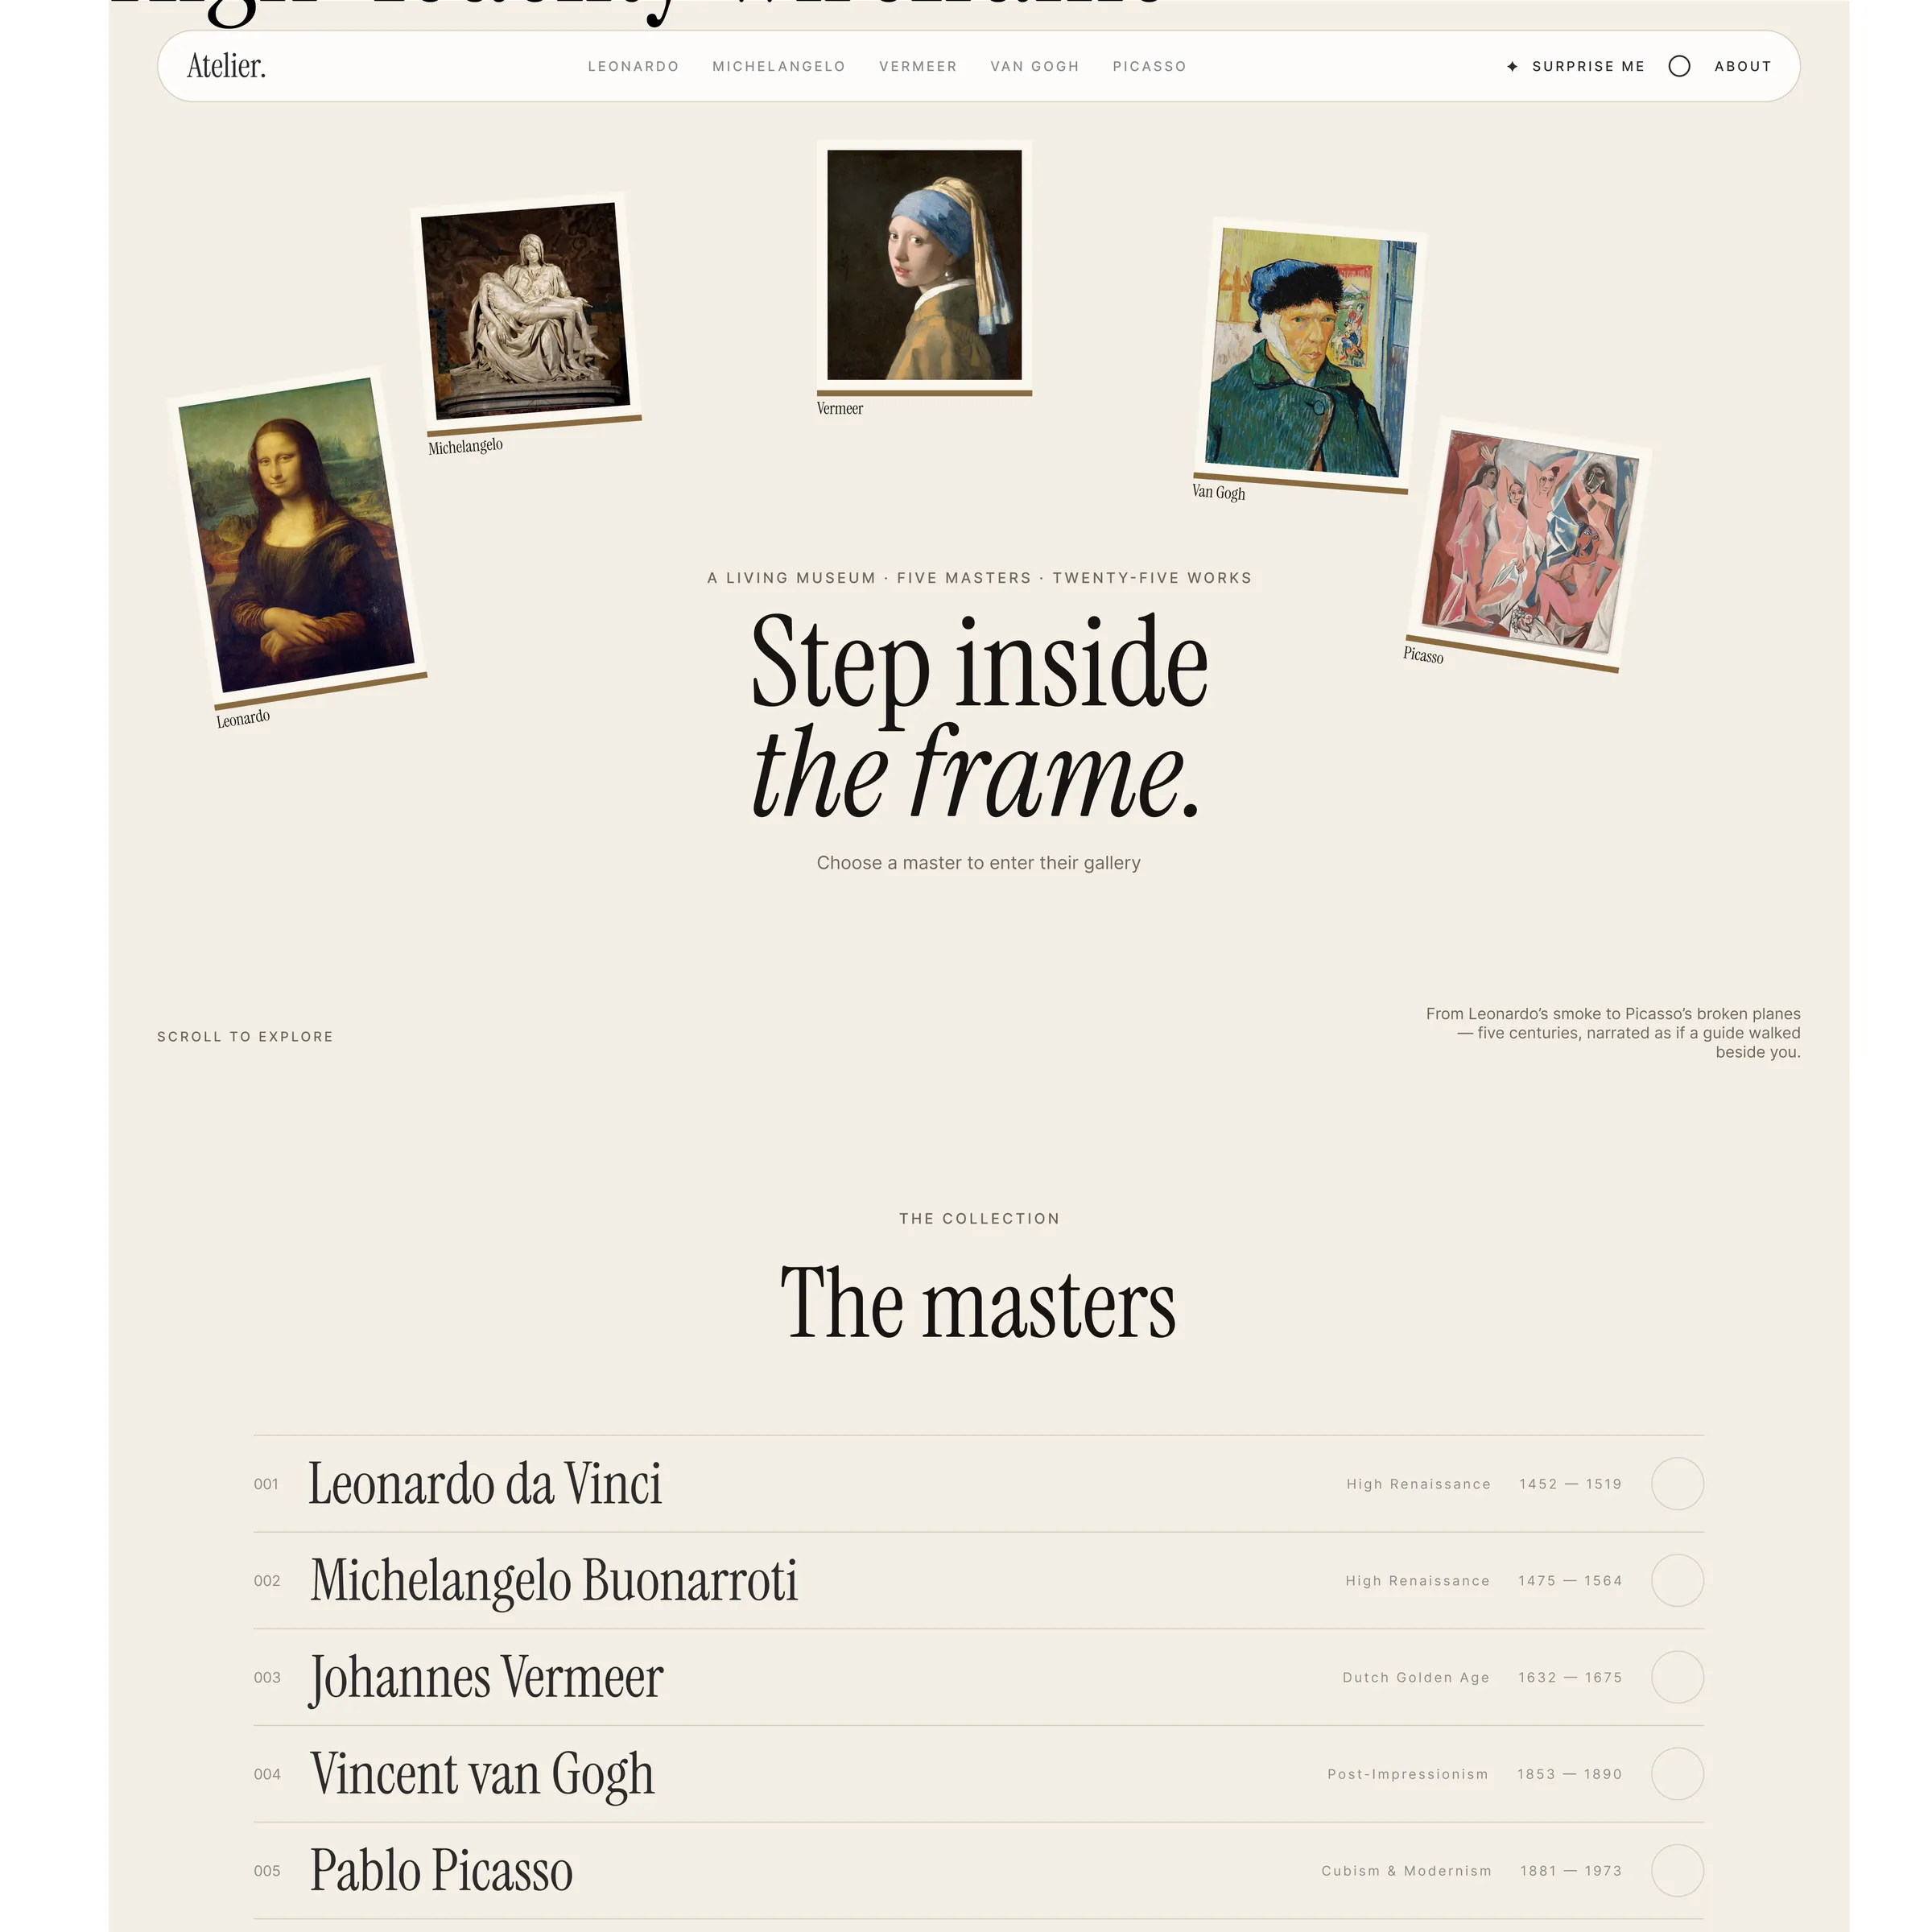 Atelier.
LEONARDO MICHELANGELO VERMEER VAN GOGH PICASSO
✦ SURPRISE ME ABOUT
Vermeer
Michelangelo
Van Gogh
Picasso
Leonardo
A LIVING MUSEUM · FIVE MASTERS · TWENTY-FIVE WORKS
Step inside
the frame.
Choose a master to enter their gallery
SCROLL TO EXPLORE
From Leonardo’s smoke to Picasso’s broken planes
— five centuries, narrated as if a guide walked
beside you.
THE COLLECTION
The masters
001 Leonardo da Vinci High Renaissance 1452 — 1519
002 Michelangelo Buonarroti High Renaissance 1475 — 1564
003 Johannes Vermeer Dutch Golden Age 1632 — 1675
004 Vincent van Gogh Post-Impressionism 1853 — 1890
005 Pablo Picasso Cubism & Modernism 1881 — 1973